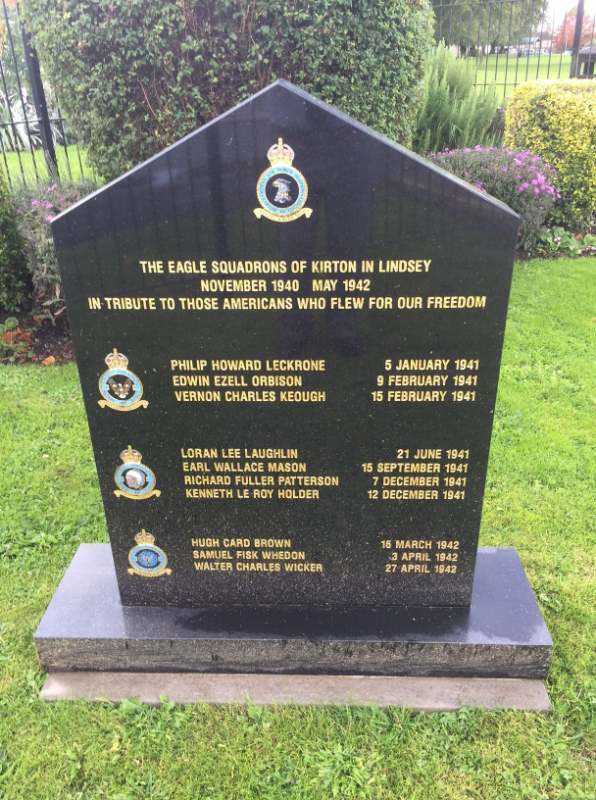 THE EAGLE SQUADRONS OF KIRTON IN LINDSEY
NOVEMBER 1940 MAY 1942
IN TRIBUTE TO THOSE AMERICANS WHO FLEW FOR OUR FREEDOM
PHILIP HOWARD LECKRONE 5 JANUARY 1941
EDWIN EZELL ORBISON 9 FEBRUARY 1941
VERNON CHARLES KEOUGH 15 FEBRUARY 1941
LORAN LEE LAUGHLIN 21 JUNE 1941
EARL WALLACE MASON 15 SEPTEMBER 1941
RICHARD FULLER PATTERSON 7 DECEMBER 1941
KENNETH LE ROY HOLDER 12 DECEMBER 1941
HUGH CARD BROWN 16 MARCH 1942
SAMUEL FISK WHEDON 3 APRIL 1942
WALTER CHARLES WICKER 27 APRIL 1942